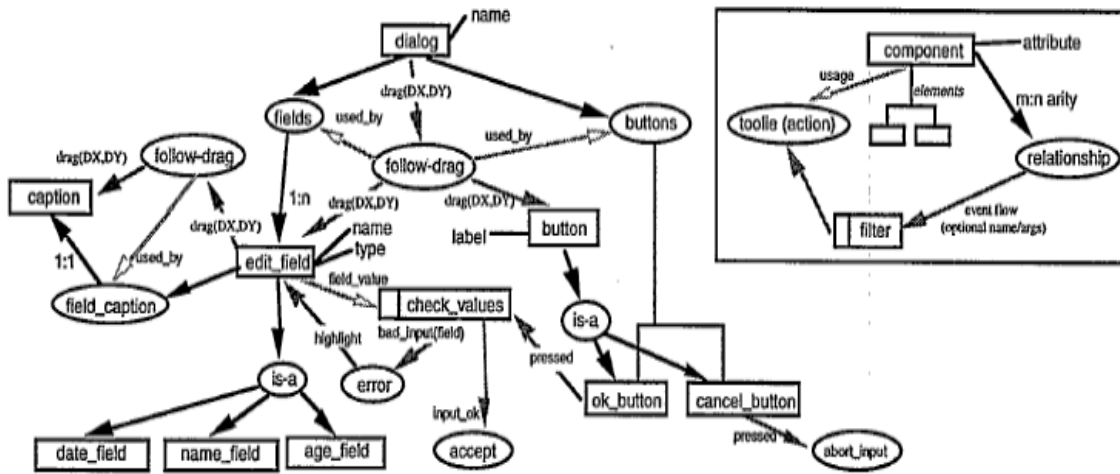 name
dialog
drag(DX,DY)
fields
used_by
used_by
buttons
follow-drag
drag(DX,DY)
follow-drag
caption
1:n
drag(DX,DY)
drag(DX,DY)
drag(DX,DY)
name
label
button
type
1:1
used_by
edit_field
field_value
field_caption
check_values
is-a
highlight
bad_input(field)
pressed
is-a
error
ok_button
cancel_button
input_ok
pressed
date_field
name_field
age_field
accept
abort_input
component
attribute
usage
elements
m:n arity
toolie (action)
relationship
filter
event flow
(optional name/args)